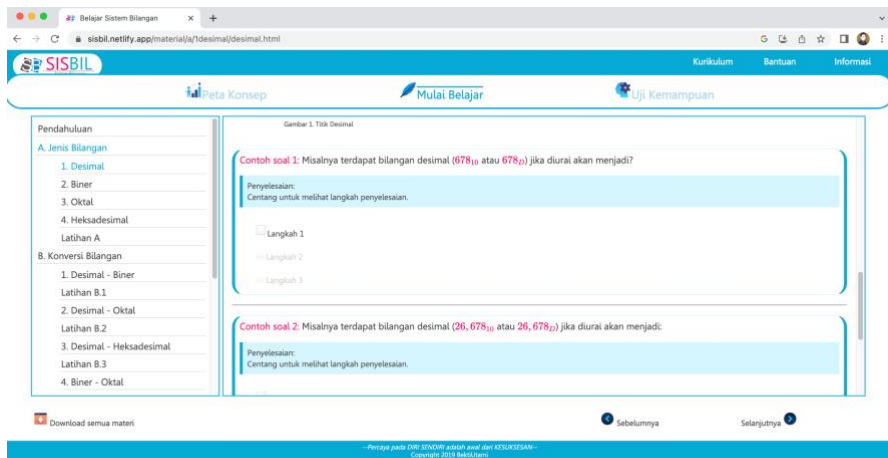 Belajar Sistem Bilangan
sisbil.netlify.app/material/a/1desimal/desimal.html
SISBIL
Kurikulum
Bantuan
Informasi
Peta Konsep
Mulai Belajar
Uji Kemampuan
Pendahuluan
A. Jenis Bilangan
1. Desimal
2. Biner
3. Oktal
4. Heksadesimal
Latihan A
B. Konversi Bilangan
1. Desimal - Biner
Latihan B.1
2. Desimal - Oktal
Latihan B.2
3. Desimal - Heksadesimal
Latihan B.3
4. Biner - Oktal
Gambar 1. Titik Desimal
Contoh soal 1: Misalnya terdapat bilangan desimal (678₁₀ atau 678_D) jika diurai akan menjadi?
Penyelesaian:
Centang untuk melihat langkah penyelesaian.
Langkah 1
Langkah 2
Langkah 3
Contoh soal 2: Misalnya terdapat bilangan desimal (26,678₁₀ atau 26,678_D) jika diurai akan menjadi:
Penyelesaian:
Centang untuk melihat langkah penyelesaian.
Download semua materi
Sebelumnya
Selanjutnya
--Percaya pada DIRI SENDIRI adalah awal dari KESUKSESAN--
Copyright 2019 BaktiUtami